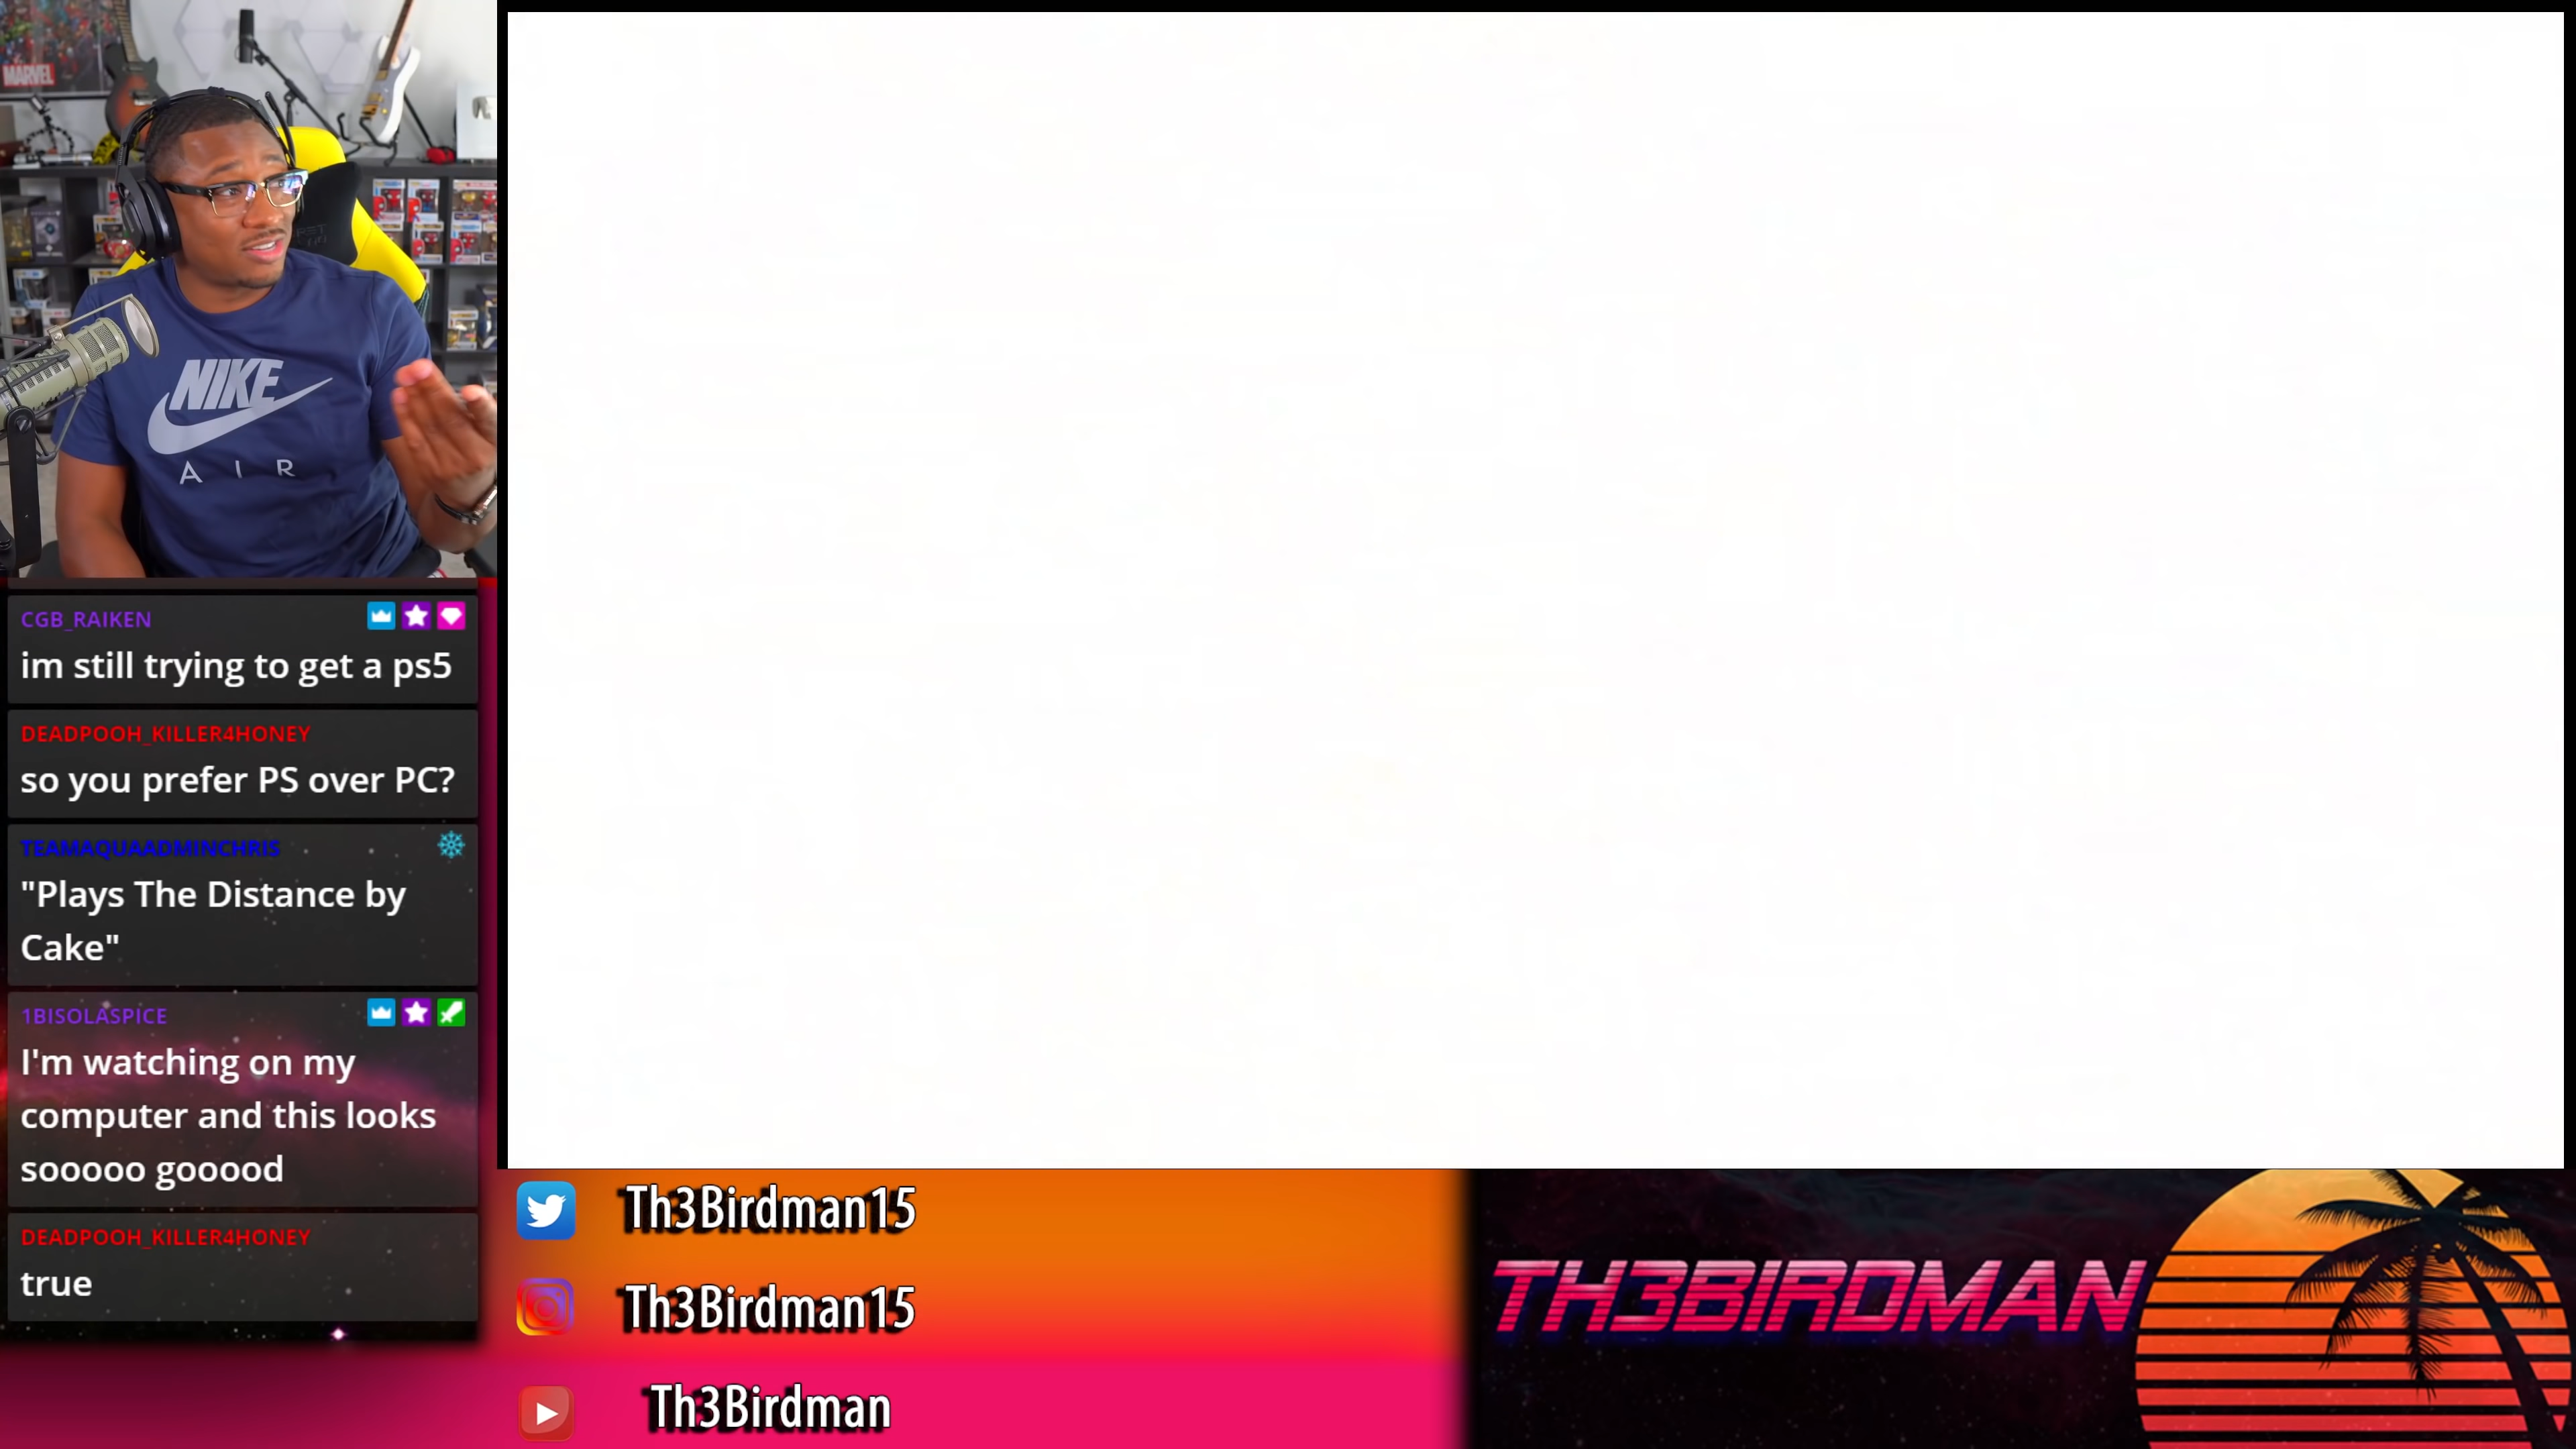 MARVEL
NIKE
AIR
CGB_RAIKEN
im still trying to get a ps5
DEADPOOH_KILLER4HONEY
so you prefer PS over PC?
TEAMAQUAADMINCHRIS
"Plays The Distance by
Cake"
1BISOLASPICE
I'm watching on my
computer and this looks
sooooo gooood
DEADPOOH_KILLER4HONEY
true
Th3Birdman15
Th3Birdman15
Th3Birdman
TH3BIRDMAN